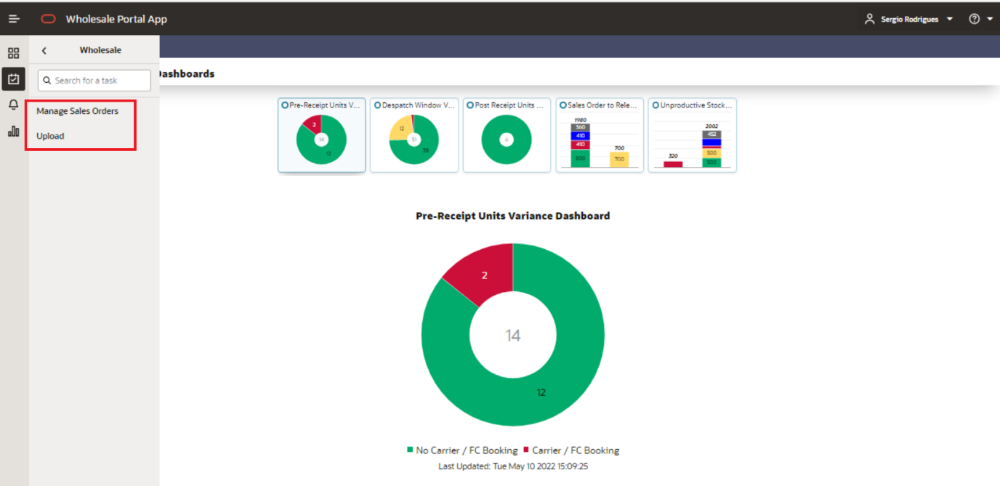 Wholesale Portal App
Sergio Rodrigues
Wholesale
Search for a task
Manage Sales Orders
Upload
Dashboards
Pre-Receipt Units V...
2
14
12
Despatch Window V...
12
51
38
Post Receipt Units ...
6
Sales Order to Rele...
1980
360
410
410
800
700
700
Unproductive Stock...
320
2002
452
500
500
Pre-Receipt Units Variance Dashboard
2
14
12
No Carrier / FC Booking Carrier / FC Booking
Last Updated: Tue May 10 2022 15:09:25